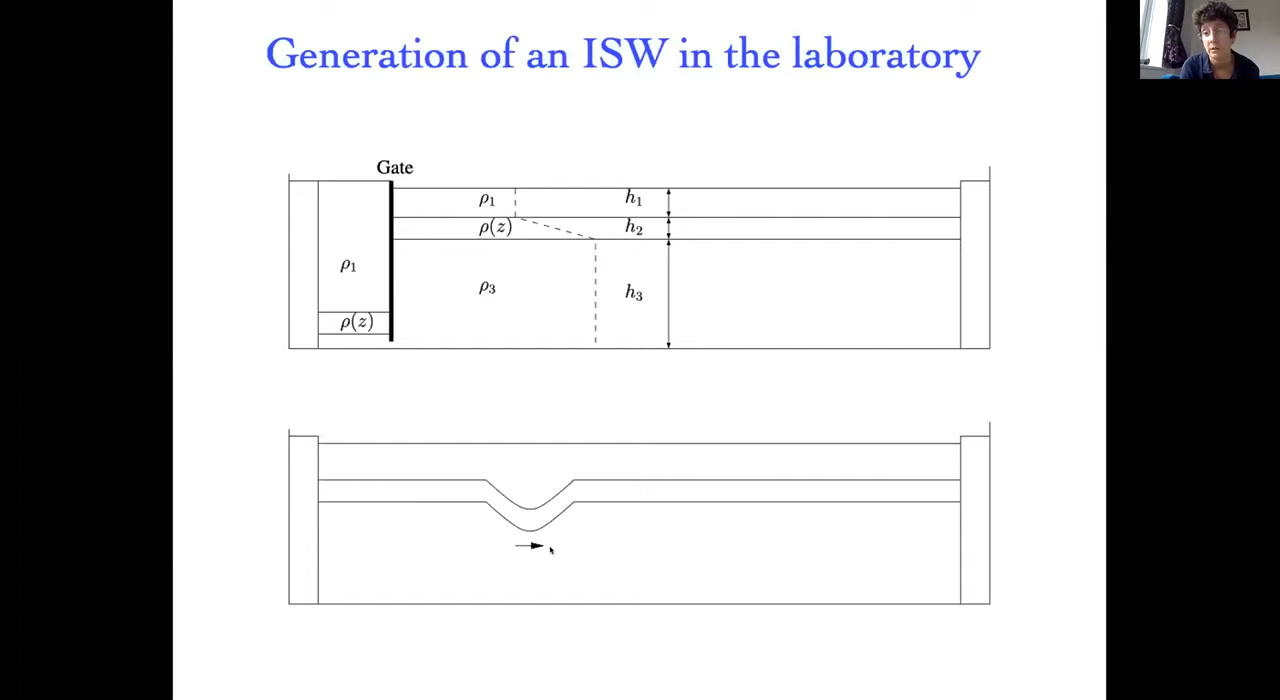 Generation of an ISW in the laboratory
Gate
ρ₁ h₁
ρ(z) h₂
ρ₁
ρ₃ h₃
ρ(z)